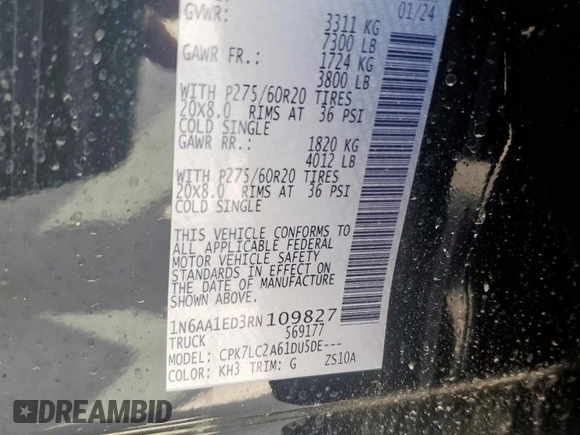 GVWR: 01/24
3311 KG
7300 LB
GAWR FR.: 1724 KG
3800 LB
WITH P275/60R20 TIRES
20X8.0 RIMS AT 36 PSI
COLD SINGLE
GAWR RR.: 1820 KG
4012 LB
WITH P275/60R20 TIRES
20X8.0 RIMS AT 36 PSI
COLD SINGLE
THIS VEHICLE CONFORMS TO
ALL APPLICABLE FEDERAL
MOTOR VEHICLE SAFETY
STANDARDS IN EFFECT ON
THE DATE OF MANUFACTURE
SHOWN ABOVE.
1N6AA1ED3RN109827
TRUCK 569177
MODEL: CPK7LC2A61DU5DE---
COLOR: KH3 TRIM: G ZS10A
DREAMBID